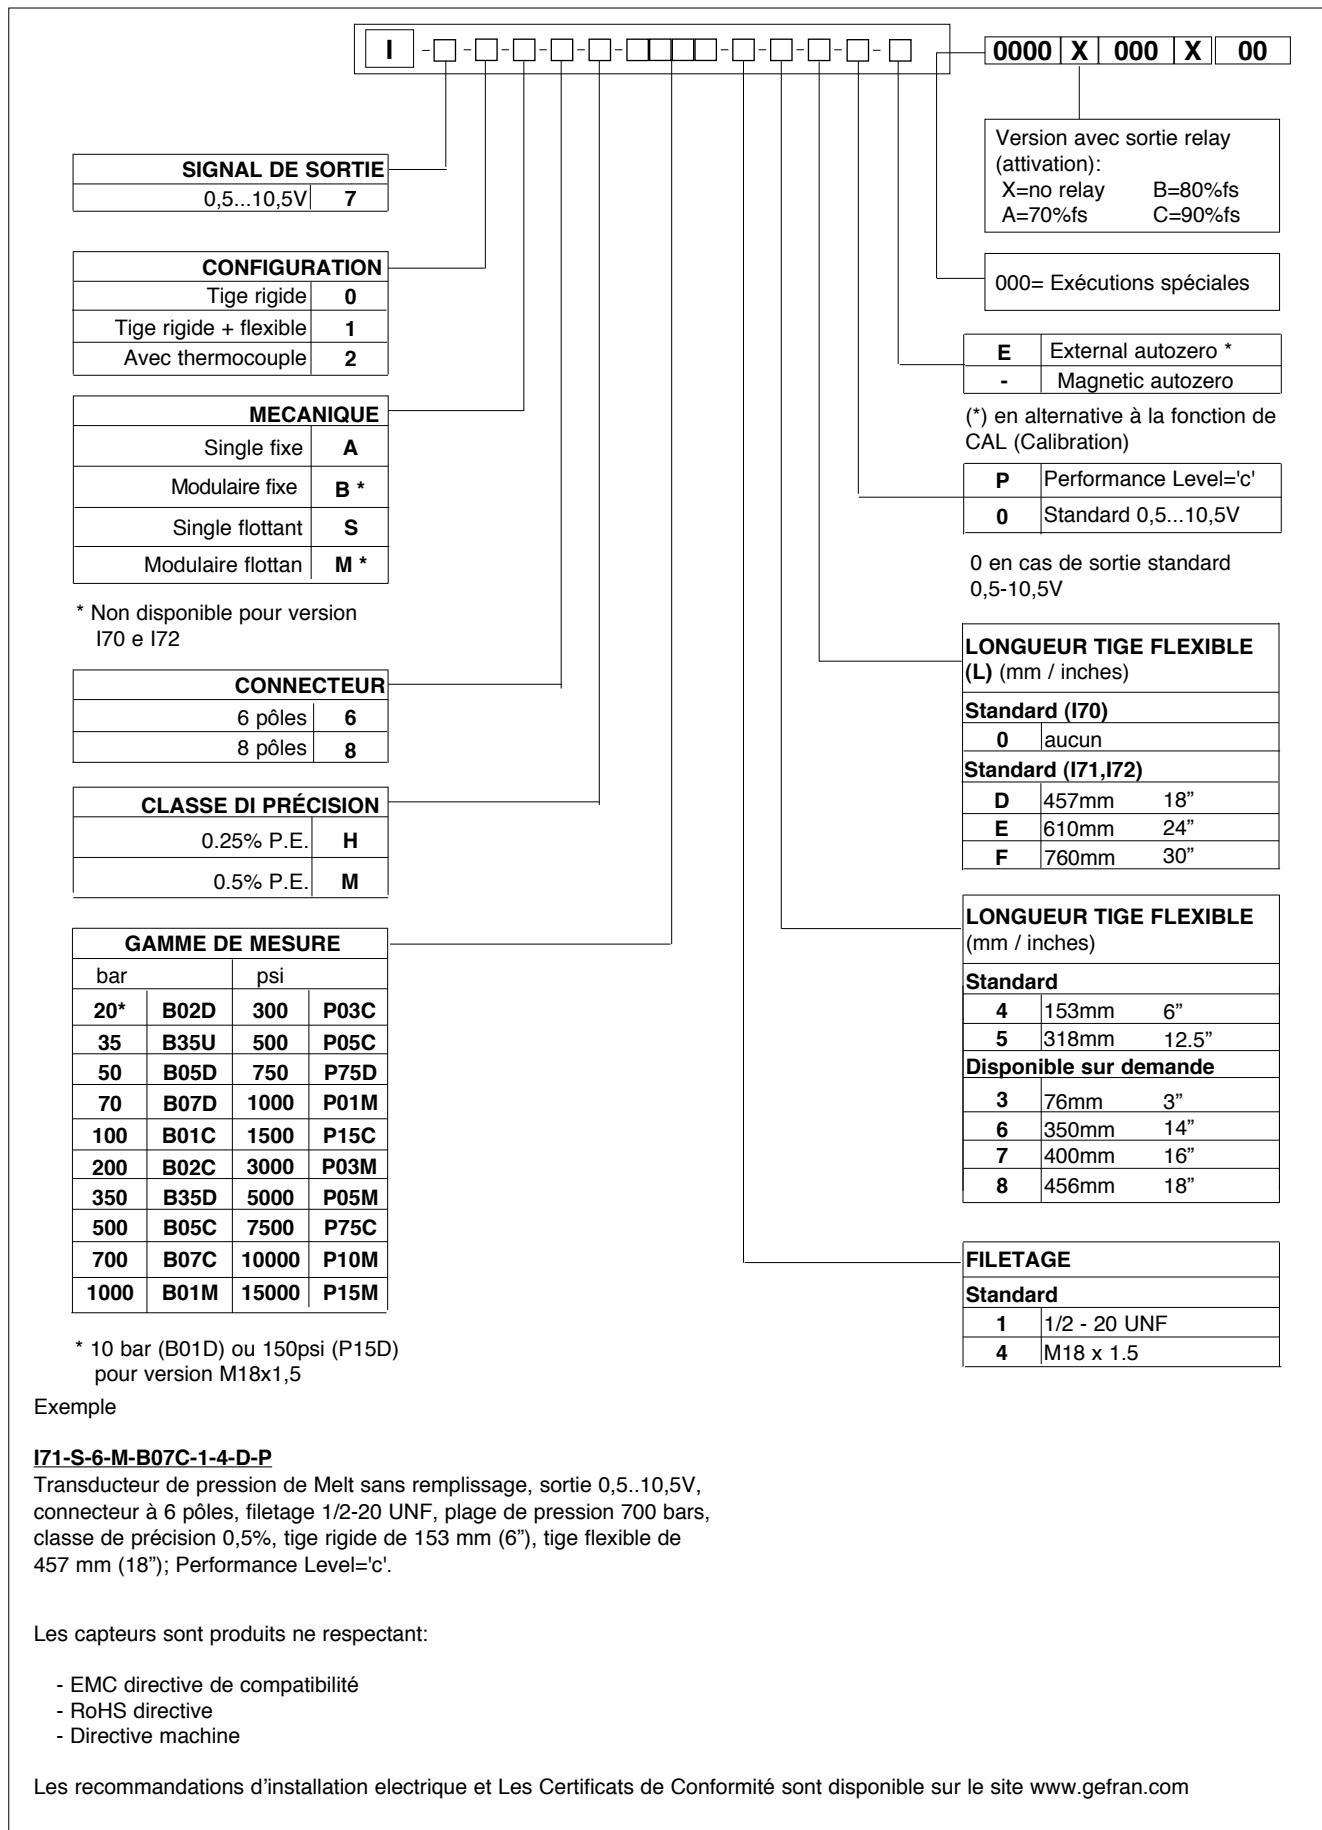 I - - - - - - - - - - -
0000 X 000 X 00
Version avec sortie relay
(attivation):
X=no relay B=80%fs
A=70%fs C=90%fs
000= Exécutions spéciales
SIGNAL DE SORTIE
0,5...10,5V 7
CONFIGURATION
Tige rigide 0
Tige rigide + flexible 1
Avec thermocouple 2
MECANIQUE
Single fixe A
Modulaire fixe B *
Single flottant S
Modulaire flottan M *
* Non disponible pour version
I70 e I72
CONNECTEUR
6 pôles 6
8 pôles 8
CLASSE DI PRÉCISION
0.25% P.E. H
0.5% P.E. M
GAMME DE MESURE
bar psi
20* B02D 300 P03C
35 B35U 500 P05C
50 B05D 750 P75D
70 B07D 1000 P01M
100 B01C 1500 P15C
200 B02C 3000 P03M
350 B35D 5000 P05M
500 B05C 7500 P75C
700 B07C 10000 P10M
1000 B01M 15000 P15M
* 10 bar (B01D) ou 150psi (P15D)
pour version M18x1,5
E External autozero *
- Magnetic autozero
(*) en alternative à la fonction de
CAL (Calibration)
P Performance Level='c'
0 Standard 0,5...10,5V
0 en cas de sortie standard
0,5-10,5V
LONGUEUR TIGE FLEXIBLE
(L) (mm / inches)
Standard (I70)
0 aucun
Standard (I71,I72)
D 457mm 18”
E 610mm 24”
F 760mm 30”
LONGUEUR TIGE FLEXIBLE
(mm / inches)
Standard
4 153mm 6”
5 318mm 12.5”
Disponible sur demande
3 76mm 3”
6 350mm 14”
7 400mm 16”
8 456mm 18”
FILETAGE
Standard
1 1/2 - 20 UNF
4 M18 x 1.5
Exemple
I71-S-6-M-B07C-1-4-D-P
Transducteur de pression de Melt sans remplissage, sortie 0,5..10,5V,
connecteur à 6 pôles, filetage 1/2-20 UNF, plage de pression 700 bars,
classe de précision 0,5%, tige rigide de 153 mm (6”), tige flexible de
457 mm (18”); Performance Level='c'.
Les capteurs sont produits ne respectant:
- EMC directive de compatibilité
- RoHS directive
- Directive machine
Les recommandations d’installation electrique et Les Certificats de Conformité sont disponible sur le site www.gefran.com